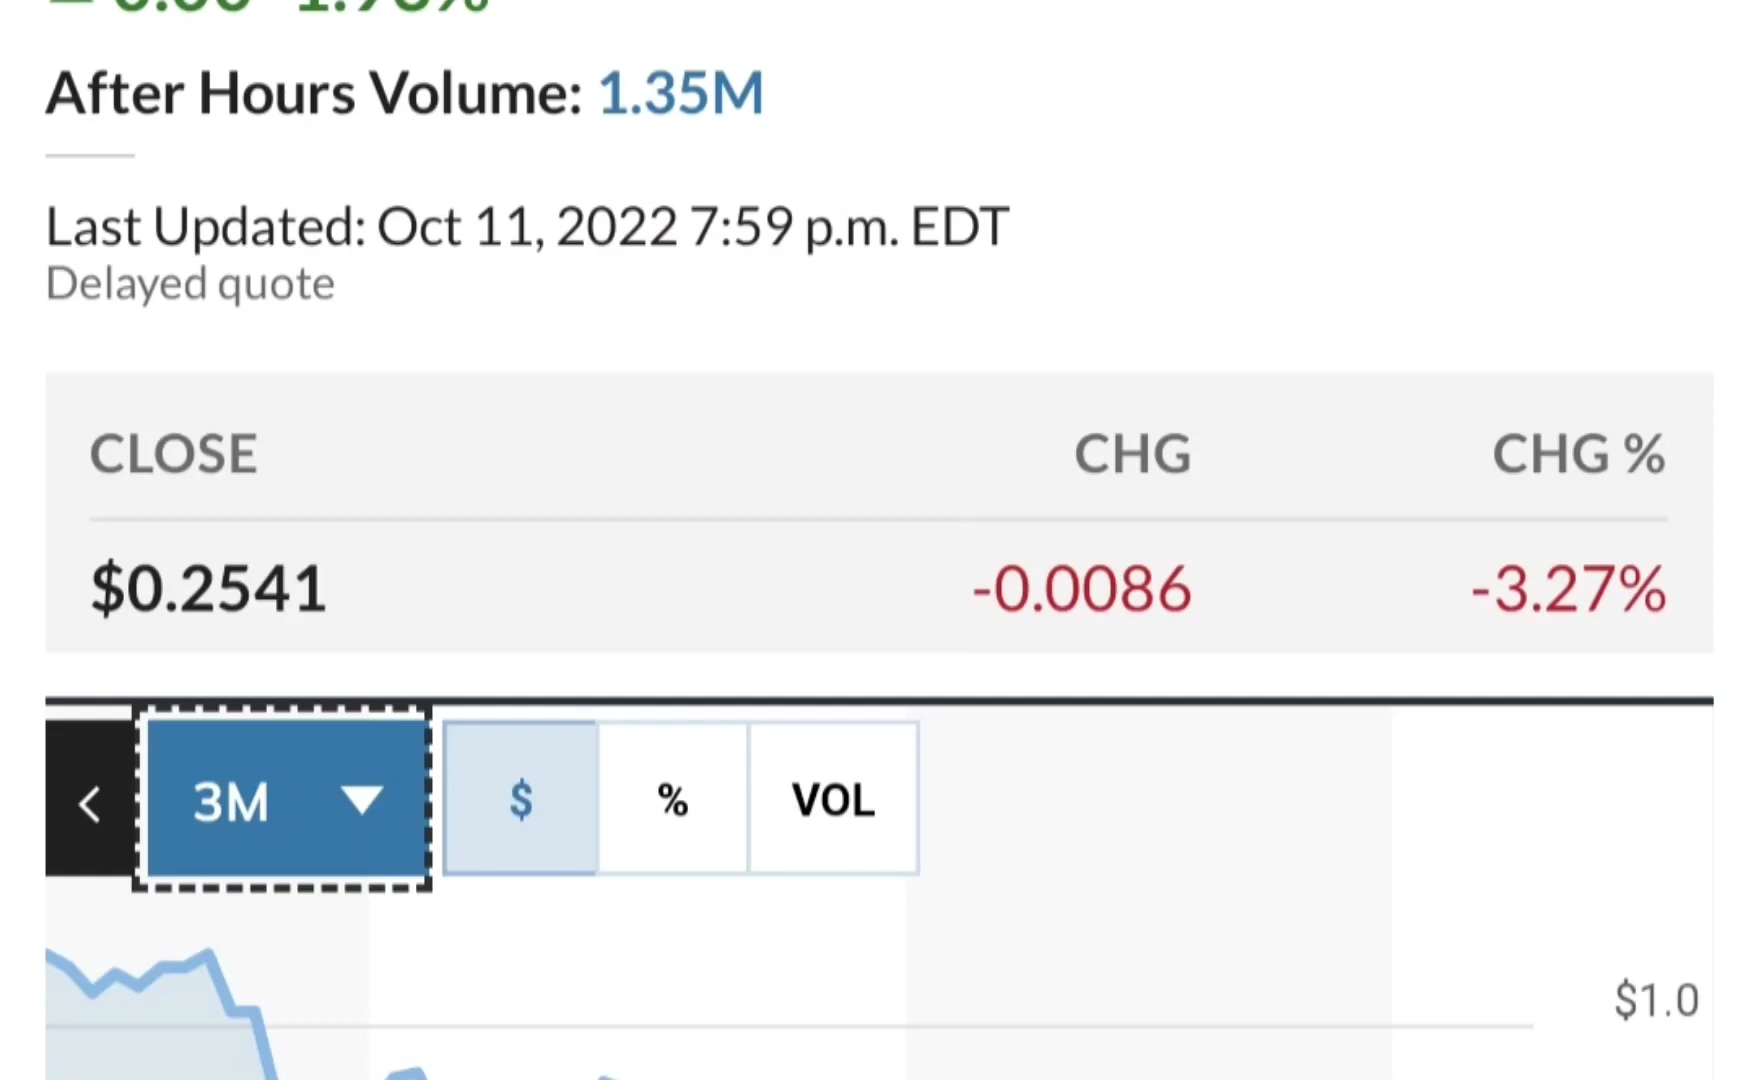 After Hours Volume: 1.35M
Last Updated: Oct 11, 2022 7:59 p.m. EDT
Delayed quote
CLOSE CHG CHG %
$0.2541 -0.0086 -3.27%
3M $ % VOL
$1.0